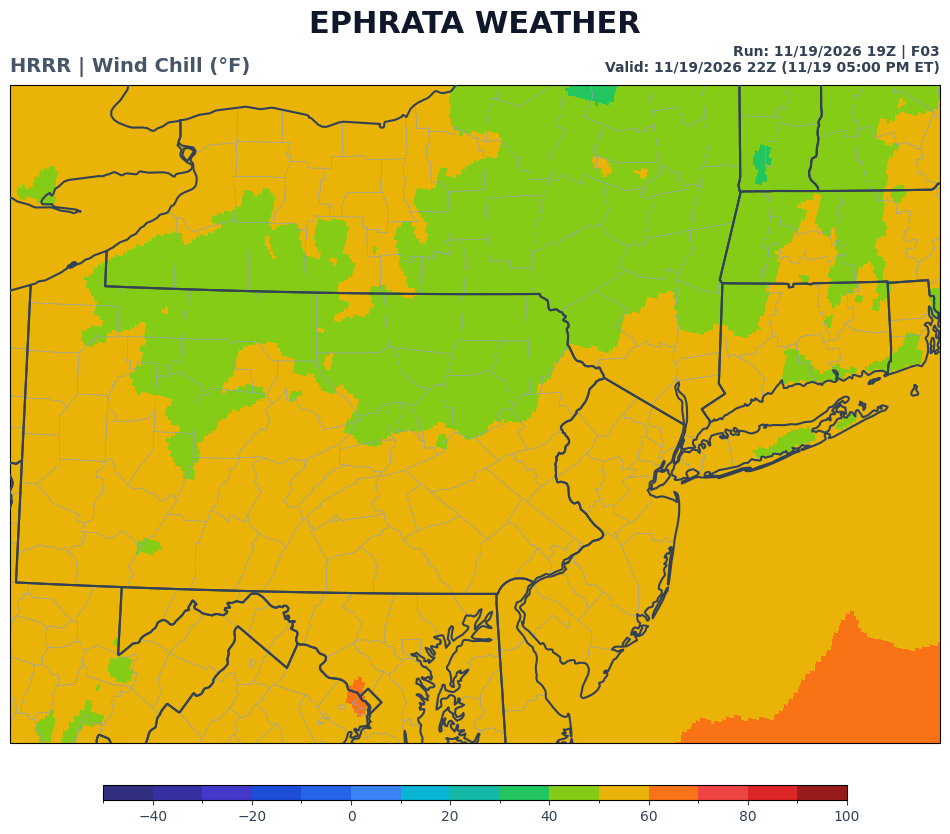 EPHRATA WEATHER
HRRR | Wind Chill (°F)
Run: 11/19/2026 19Z | F03
Valid: 11/19/2026 22Z (11/19 05:00 PM ET)
−40 −20 0 20 40 60 80 100